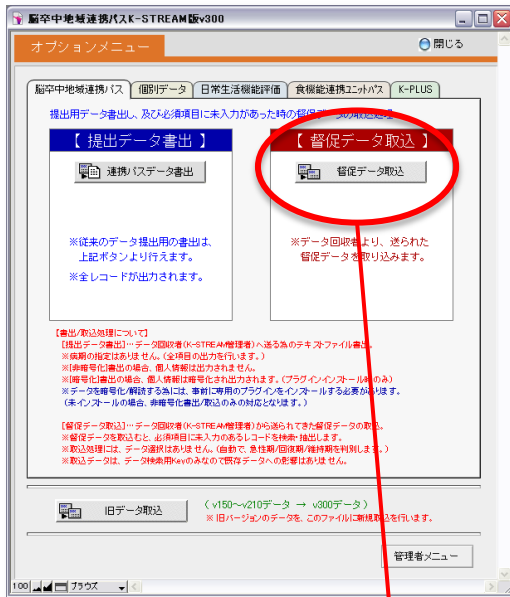 脳卒中地域連携パスK-STREAM版v300
オプションメニュー
閉じる
脳卒中地域連携パス 個別データ 日常生活機能評価 食機能連携ユニットパス K-PLUS
提出用データ書出し、及び必須項目に未入力があった時の督促データの取込処理
【 提出データ書出 】
連携パスデータ書出
※従来のデータ提出用の書出は、
上記ボタンより行えます。
※全レコードが出力されます。
【 督促データ取込 】
督促データ取込
※データ回収者より、送られた
督促データを取り込みます。
【書出/取込処理について】
【提出データ書出】…データ回収者(K-STREAM管理者)へ送る為のテキストファイル書出。
※病期の指定はありません。(全項目の出力を行います。)
※[非暗号化]書出の場合、個人情報は出力されません。
※[暗号化]書出の場合、個人情報は暗号化され出力されます。(プラグインインストール時のみ)
※データを暗号化/解読する為には、事前に専用のプラグインをインストールする必要があります。
(未インストールの場合、非暗号化書出/取込のみの対応となります。)
【督促データ取込】…データ回収者(K-STREAM管理者)から送られてきた督促データの取込。
※督促データを取込むと、必須項目に未入力のあるレコードを検索・抽出します。
※取込処理には、データ選択はありません。(自動で、急性期/回復期/維持期を判別します。)
※取込データは、データ検索用Keyのみなので既存データへの影響はありません。
旧データ取込
(v150～v210データ → v300データ)
※旧バージョンのデータを、このファイルに新規取込を行います。
管理者メニュー
100 ブラウズ